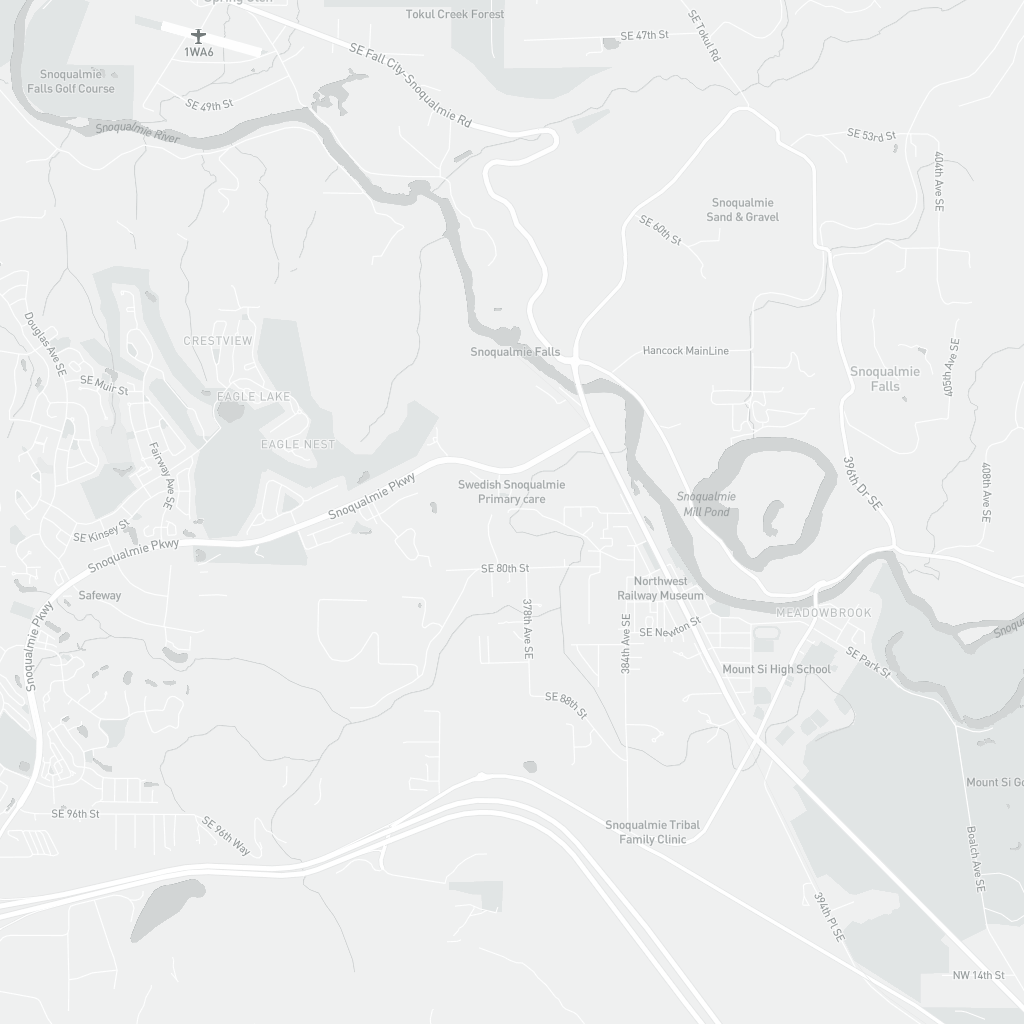 Spring Glen
Tokul Creek Forest
1WA6
SE Fall City-Snoqualmie Rd
SE 47th St
SE Tokul Rd
Snoqualmie
Falls Golf Course
SE 49th St
Snoqualmie River
SE 53rd St
404th Ave SE
Snoqualmie
Sand & Gravel
SE 60th St
Douglas Ave SE
CRESTVIEW
Snoqualmie Falls
Hancock MainLine
405th Ave SE
Snoqualmie
Falls
SE Muir St
EAGLE LAKE
EAGLE NEST
Fairway Ave SE
Snoqualmie Pkwy
Swedish Snoqualmie
Primary care
Snoqualmie
Mill Pond
396th Dr SE
408th Ave SE
SE Kinsey St
Snoqualmie Pkwy
SE 80th St
Safeway
Northwest
Railway Museum
378th Ave SE
384th Ave SE
SE Newton St
MEADOWBROOK
Snoqualmie Pkwy
SE Park St
Mount Si High School
SE 88th St
Mount Si Go
SE 96th St
SE 96th Way
Snoqualmie Tribal
Family Clinic
Boalch Ave SE
394th Pl SE
NW 14th St